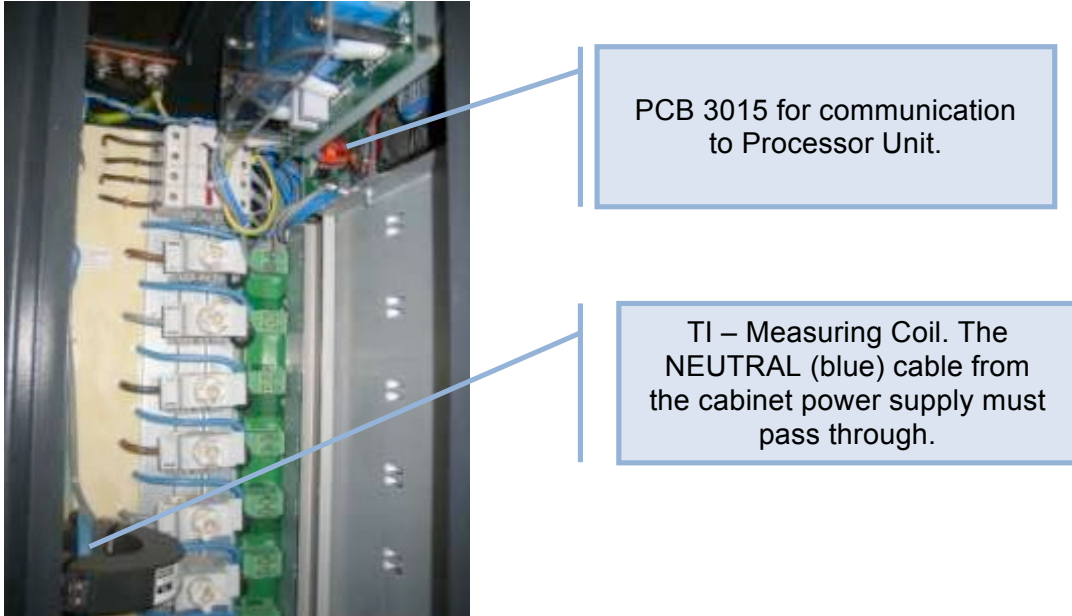 PCB 3015 for communication
to Processor Unit.
TI – Measuring Coil. The
NEUTRAL (blue) cable from
the cabinet power supply must
pass through.